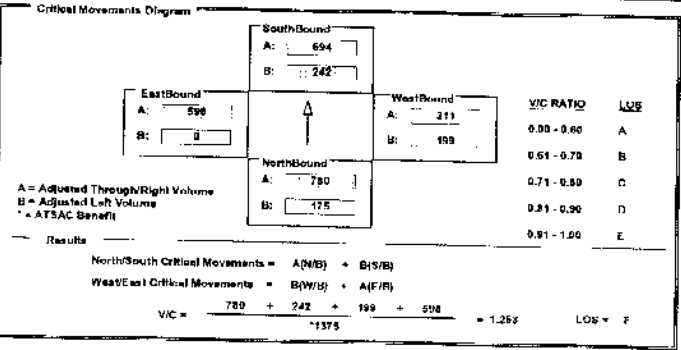 Critical Movements Diagram
SouthBound
A: 694
B: 242
EastBound
A: 598
B: 0
WestBound
A:
B: 199
NorthBound
A: 780
B:
V/C RATIO LOS
0.00 - 0.60 A
0.61 - 0.70 B
0.71 - 0.80 C
0.81 - 0.90 D
0.91 - 1.00 E
A = Adjusted Through/Right Volume
B = Adjusted Left Volume
* = ATSAC Benefit
Results
North/South Critical Movements = A(N/B) + B(S/B)
West/East Critical Movements = B(W/B) + A(E/B)
V/C = 780 + 242 + 199 + 598
*1375
= 1.253 LOS = F